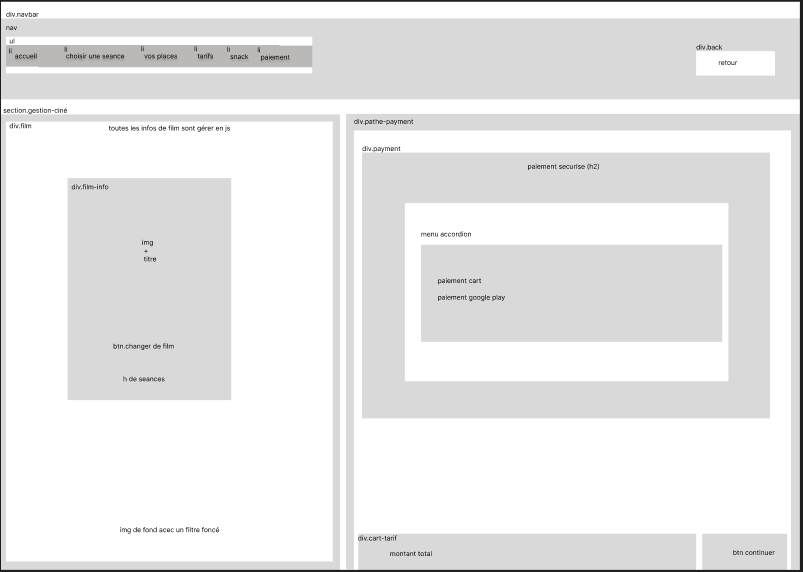 div.navbar
nav
ul
li
accueil
li
choisir une seance
li
vos places
li
tarifs
li
snack
li
paiement
div.back
retour
section.gestion-ciné
div.film
toutes les infos de film sont gérer en js
div.film-info
img
+
titre
btn.changer de film
h de seances
img de fond acec un filtre foncé
div.pathe-payment
div.payment
paiement securise (h2)
menu accordion
paiement cart
paiement google play
div.cart-tarif
montant total
btn continuer